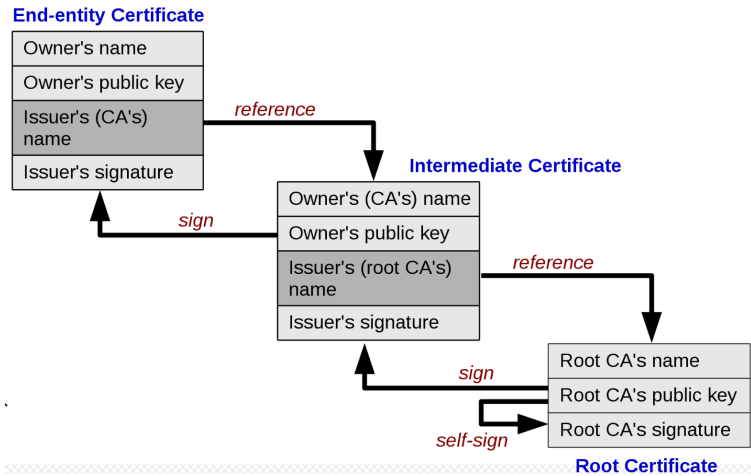 End-entity Certificate
Owner's name
Owner's public key
Issuer's (CA's)
name
Issuer's signature
reference
sign
Intermediate Certificate
Owner's (CA's) name
Owner's public key
Issuer's (root CA's)
name
Issuer's signature
reference
sign
self-sign
Root CA's name
Root CA's public key
Root CA's signature
Root Certificate